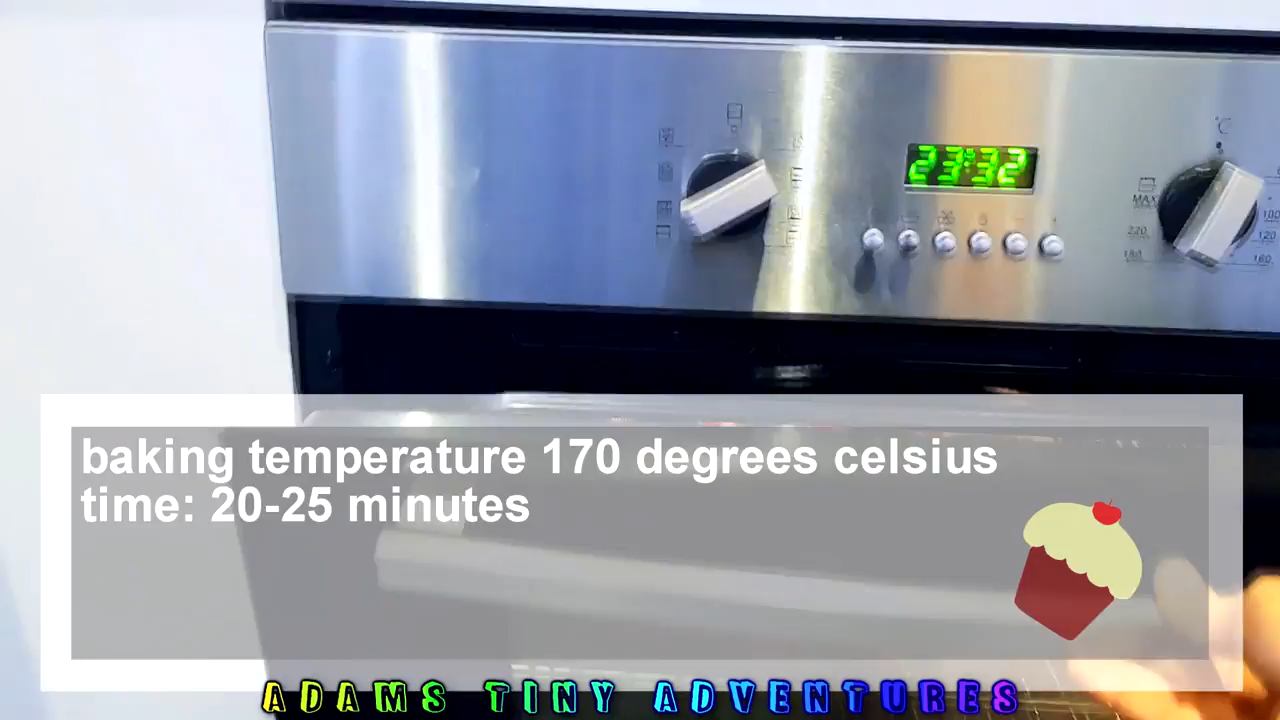 °C
23:32
MAX
100
220
120
180
160
baking temperature 170 degrees celsius
time: 20-25 minutes
ADAMS TINY ADVENTURES